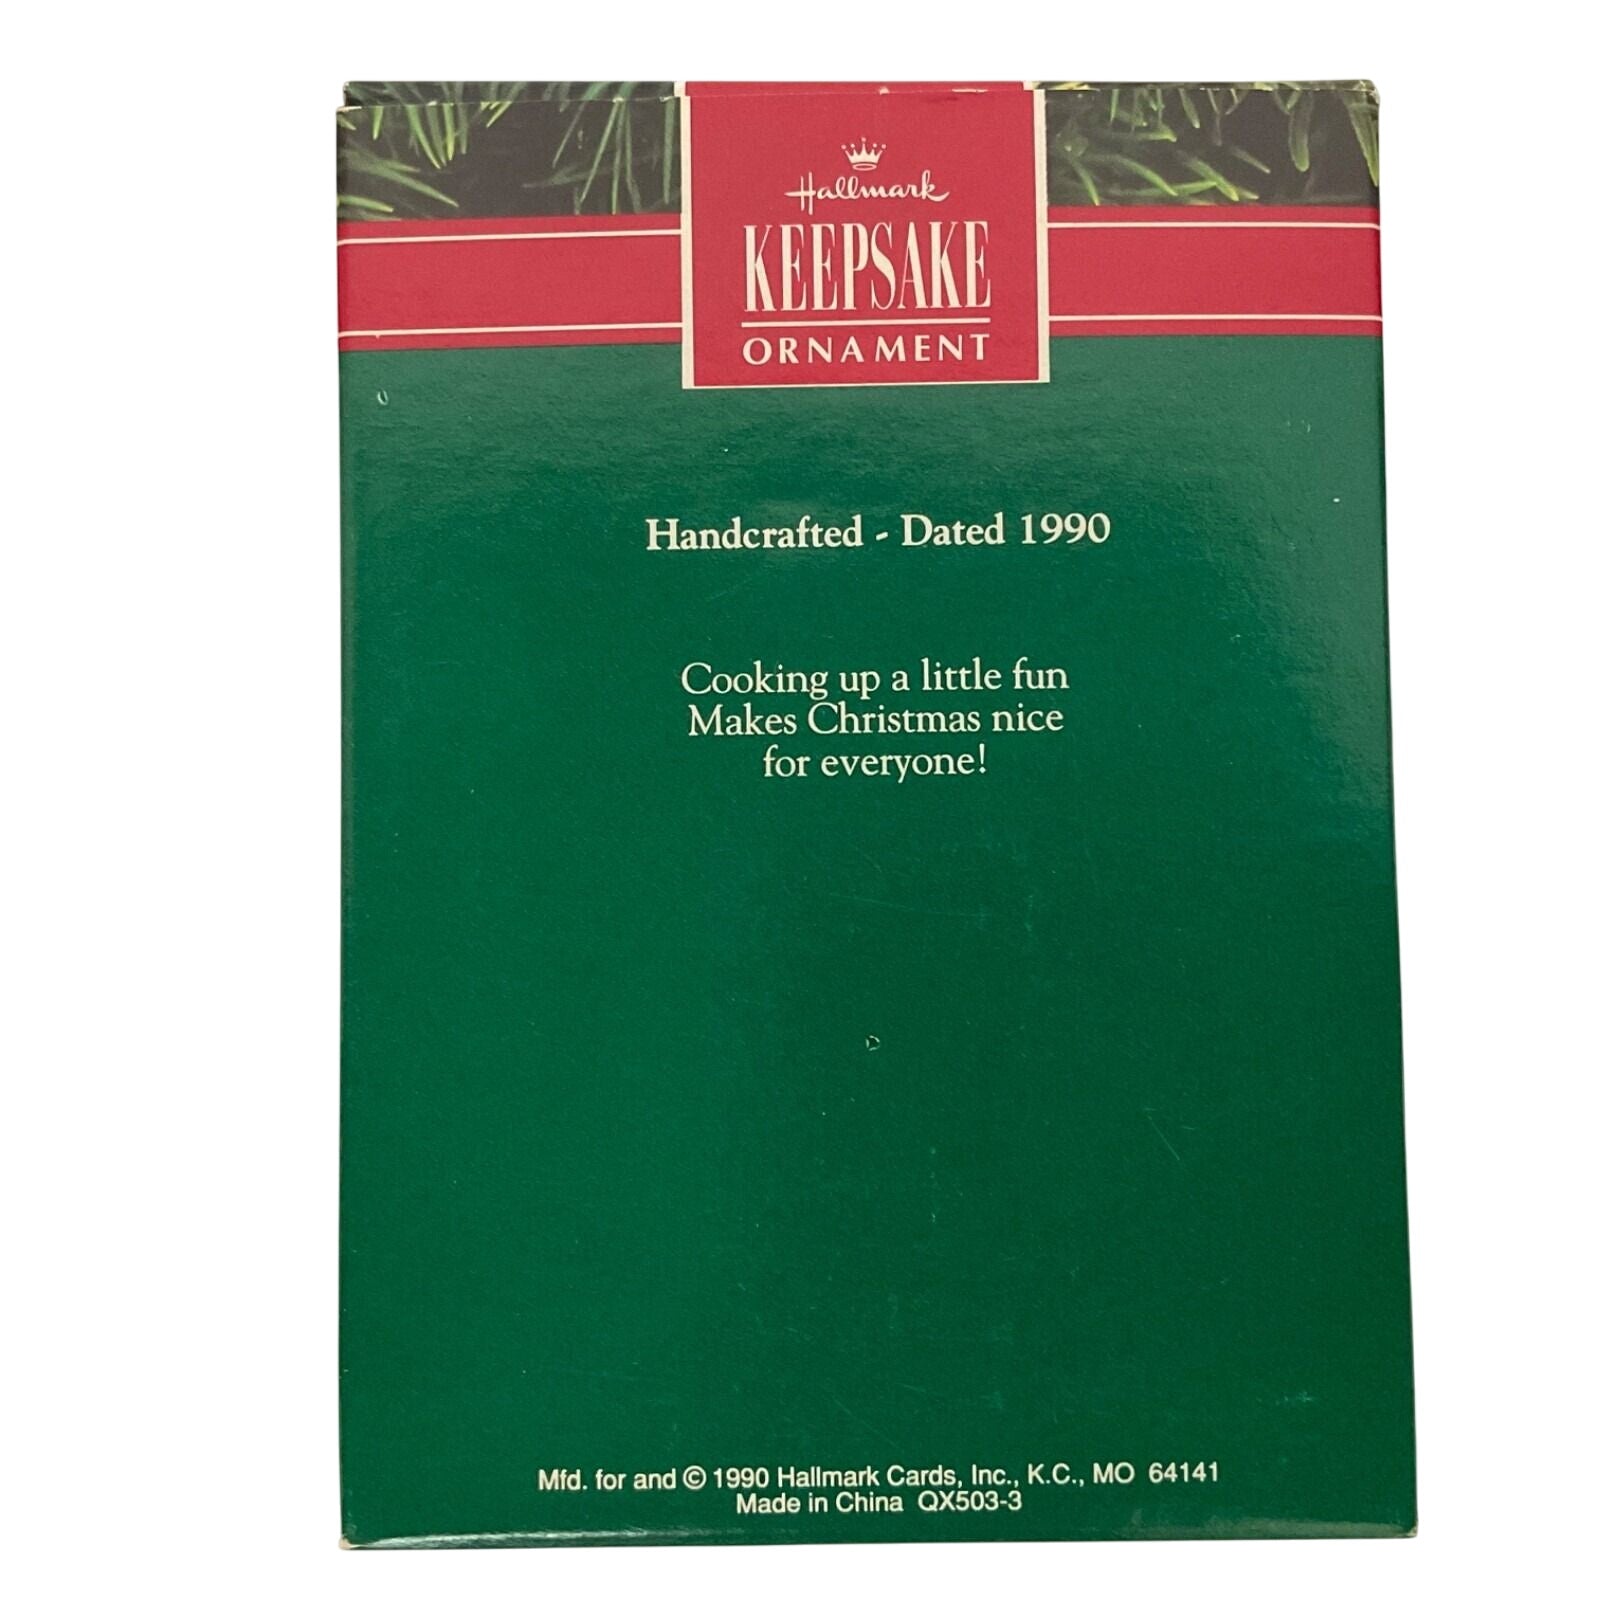 Hallmark
KEEPSAKE
ORNAMENT
Handcrafted - Dated 1990
Cooking up a little fun
Makes Christmas nice
for everyone!
Mfd. for and © 1990 Hallmark Cards, Inc., K.C., MO 64141
Made in China QX503-3